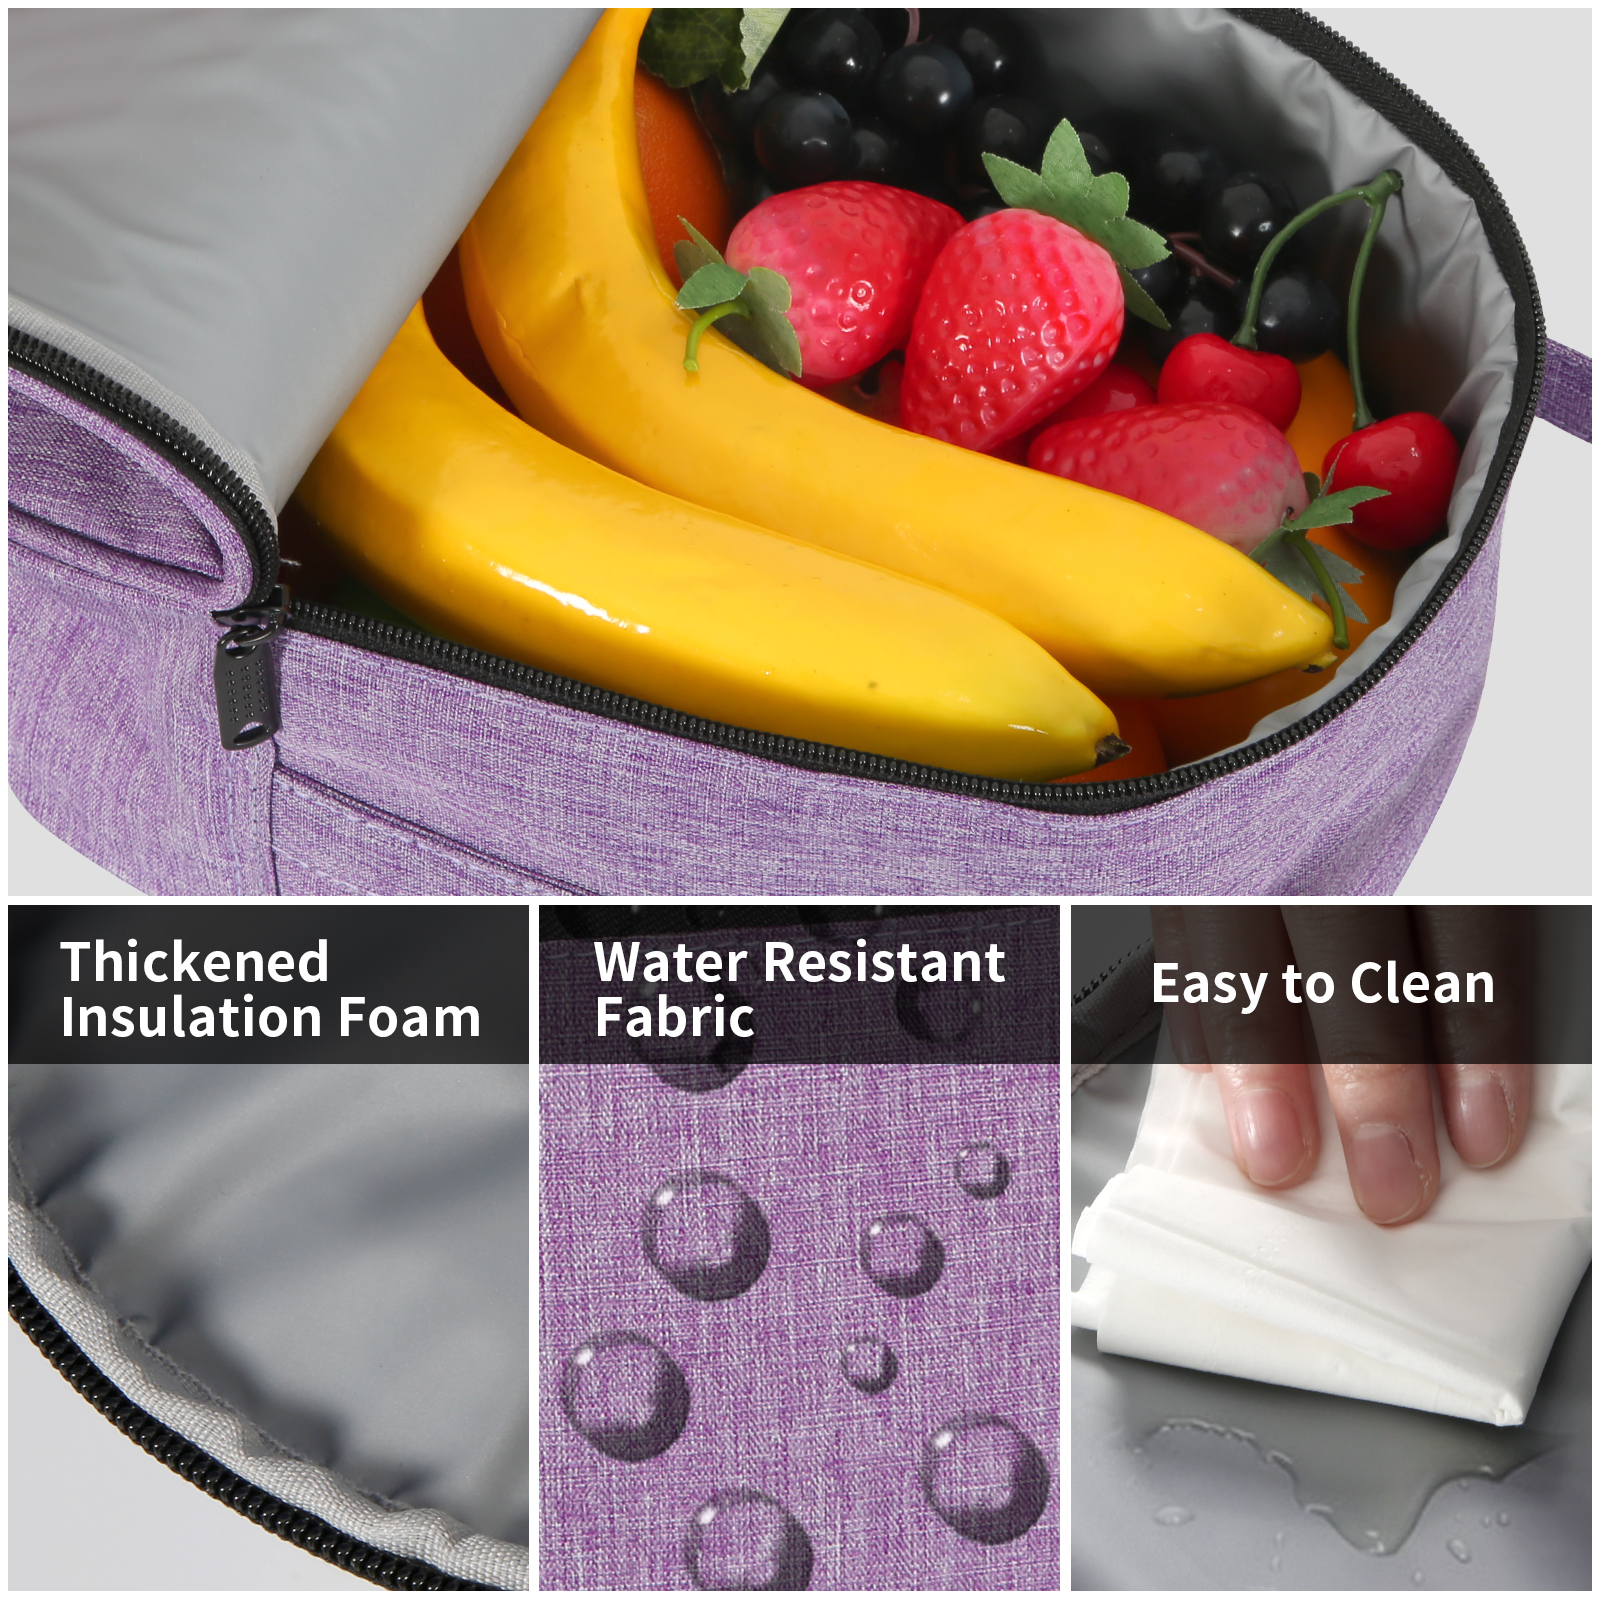 Thickened
Insulation Foam
Water Resistant
Fabric
Easy to Clean